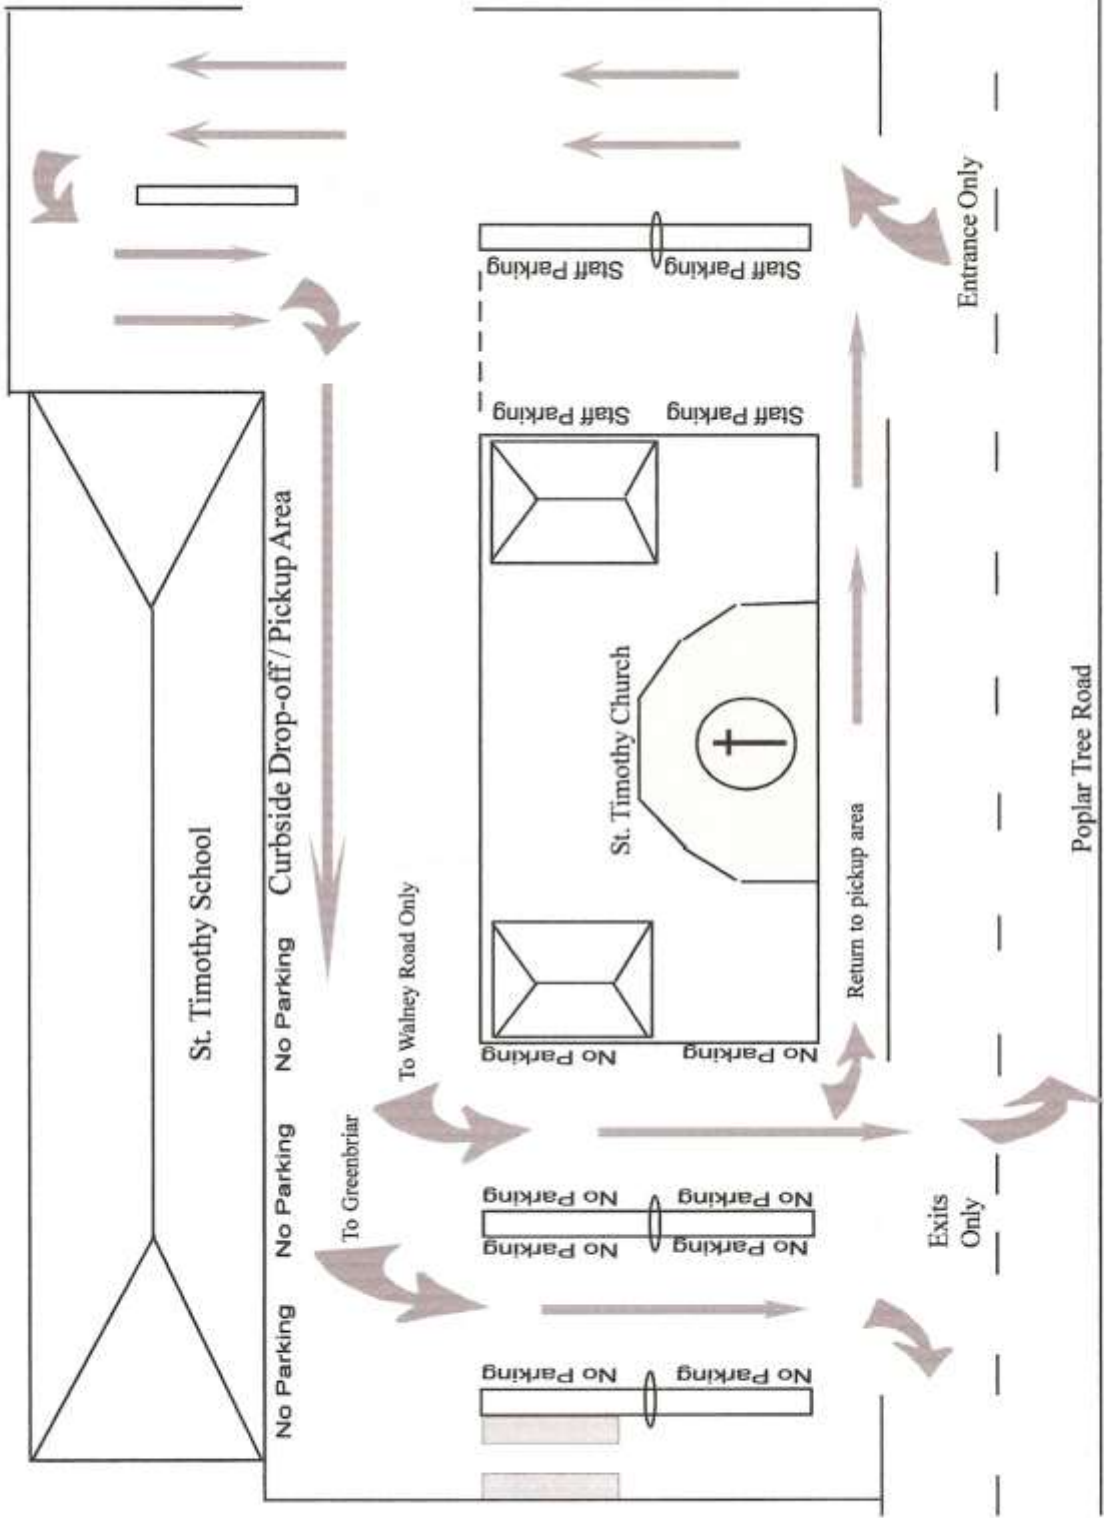 St. Timothy School
No Parking
No Parking
No Parking
Curbside Drop-off / Pickup Area
To Greenbriar
To Walney Road Only
No Parking
No Parking
No Parking
No Parking
No Parking
No Parking
No Parking
No Parking
Staff Parking
Staff Parking
Staff Parking
Staff Parking
St. Timothy Church
Return to pickup area
Exits
Only
Entrance Only
Poplar Tree Road